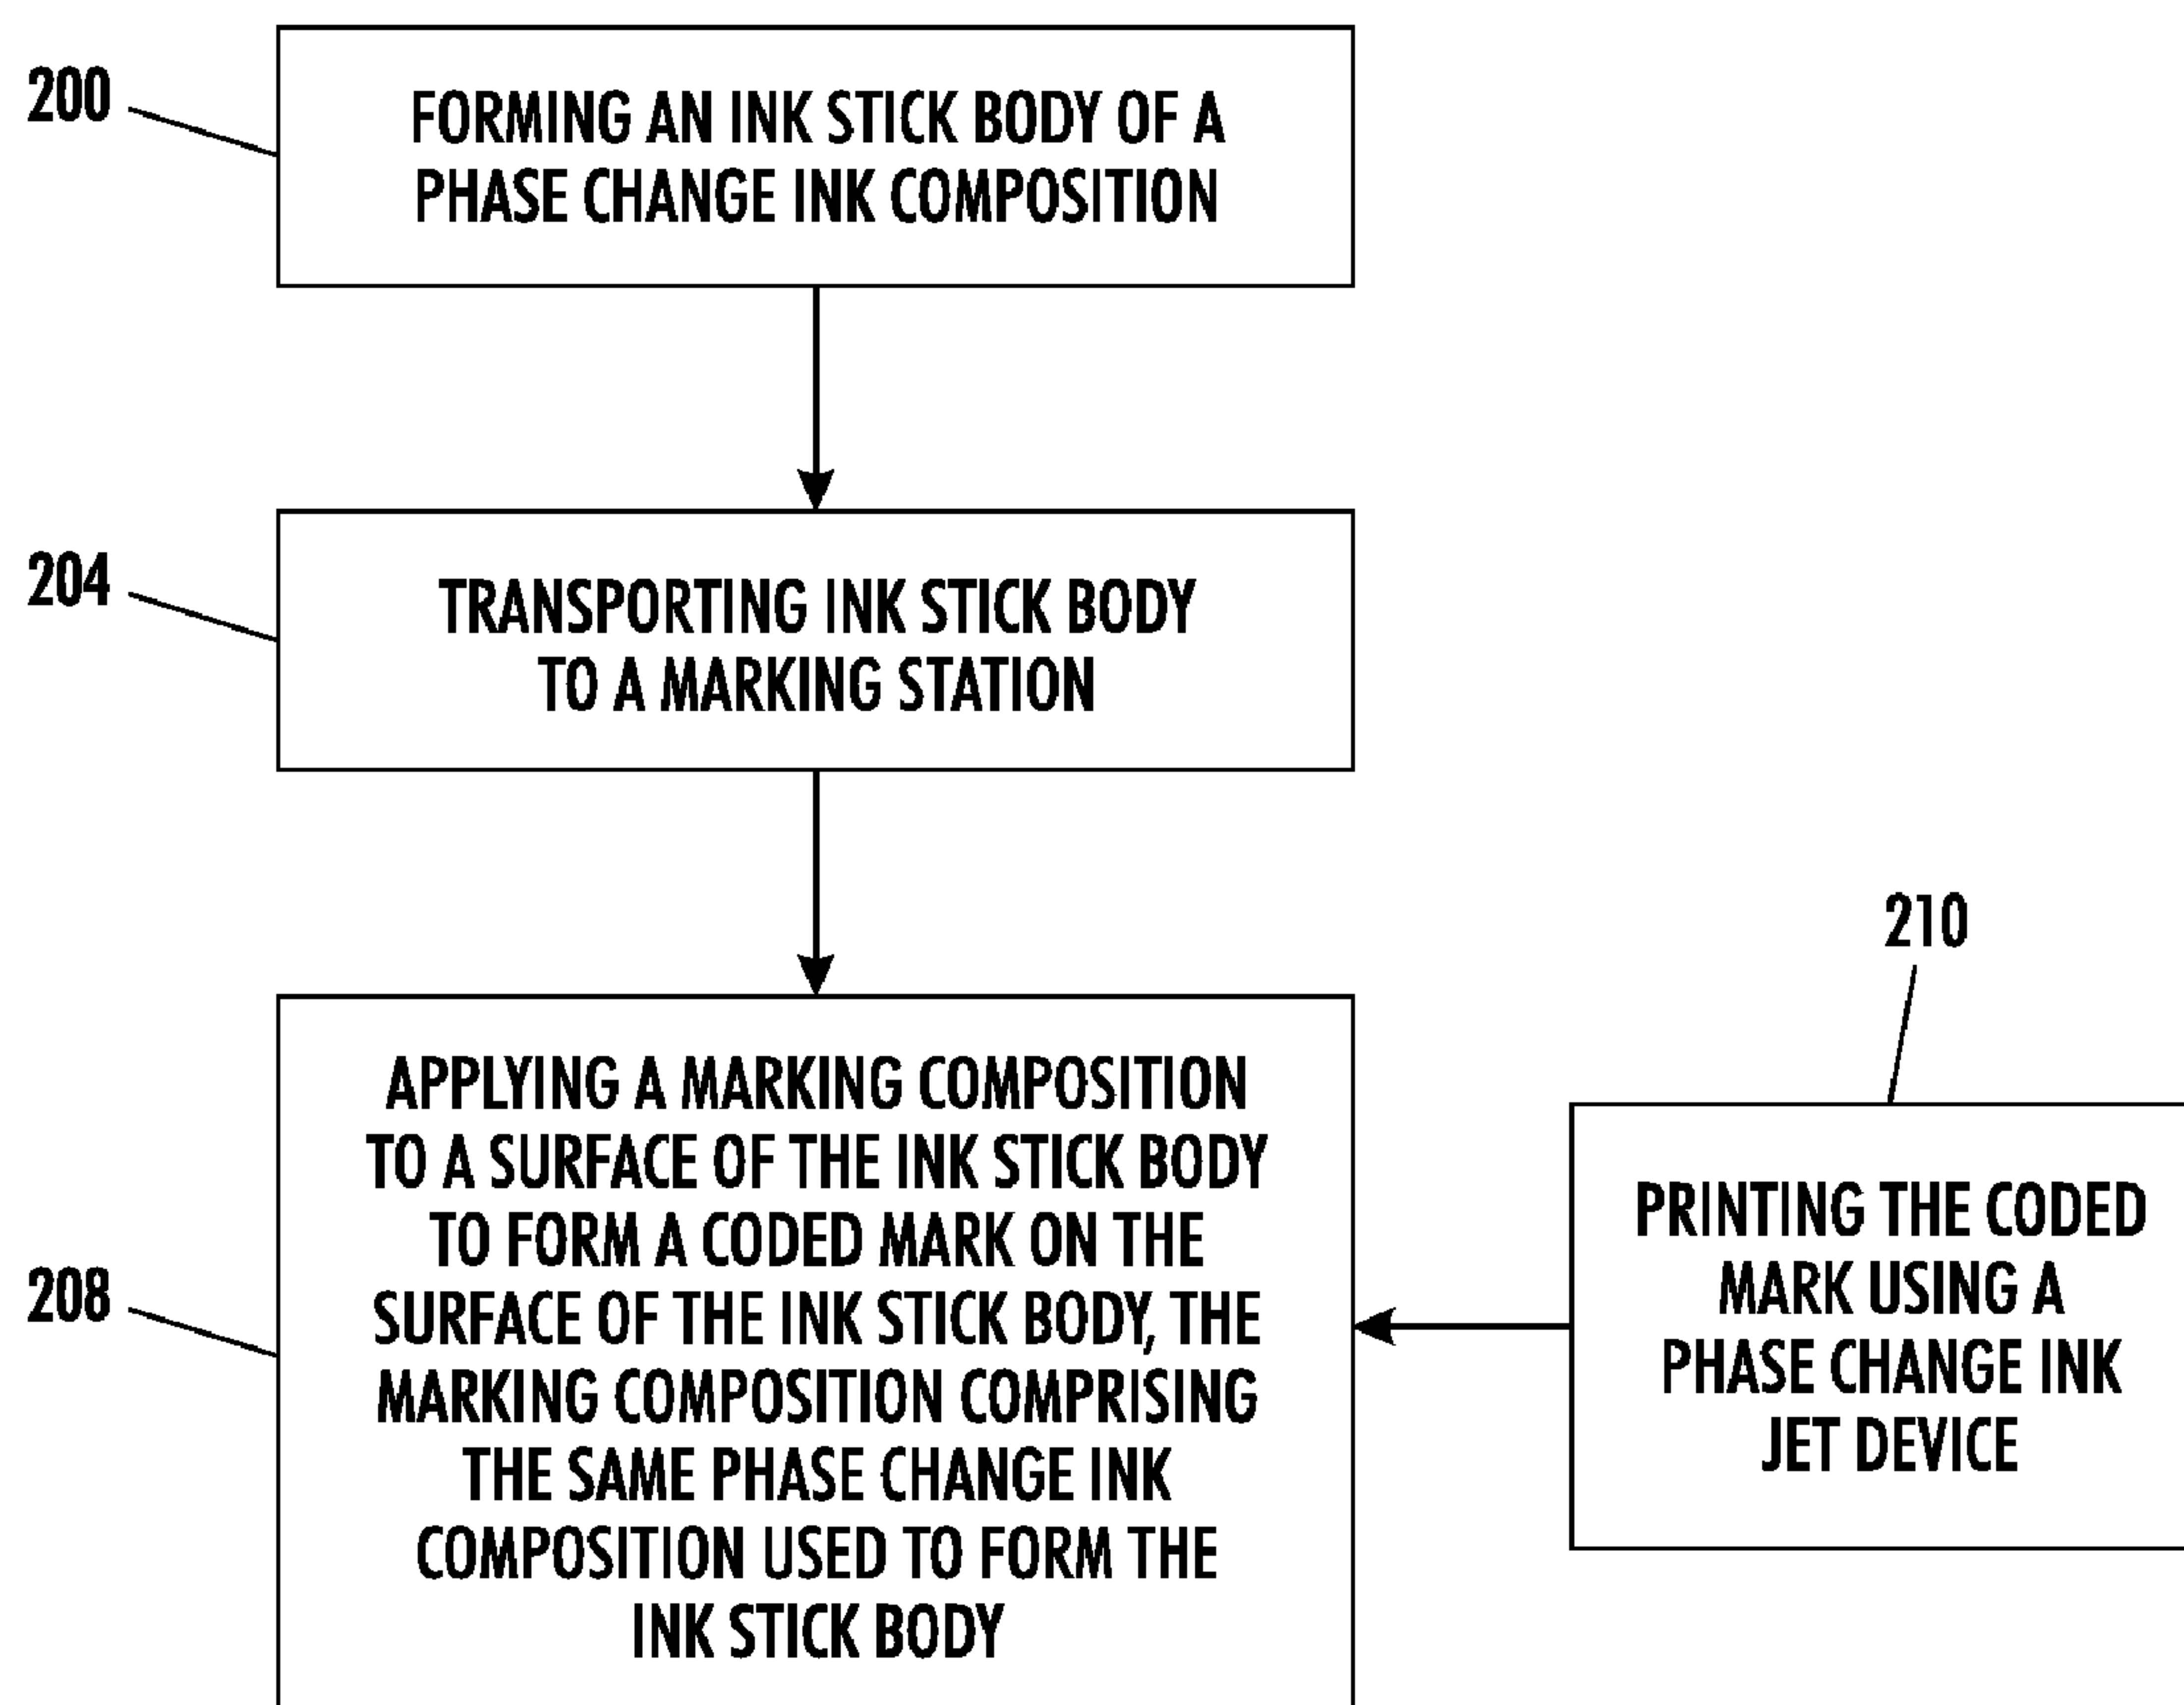 200
FORMING AN INK STICK BODY OF A
PHASE CHANGE INK COMPOSITION
204
TRANSPORTING INK STICK BODY
TO A MARKING STATION
208
APPLYING A MARKING COMPOSITION
TO A SURFACE OF THE INK STICK BODY
TO FORM A CODED MARK ON THE
SURFACE OF THE INK STICK BODY, THE
MARKING COMPOSITION COMPRISING
THE SAME PHASE CHANGE INK
COMPOSITION USED TO FORM THE
INK STICK BODY
210
PRINTING THE CODED
MARK USING A
PHASE CHANGE INK
JET DEVICE